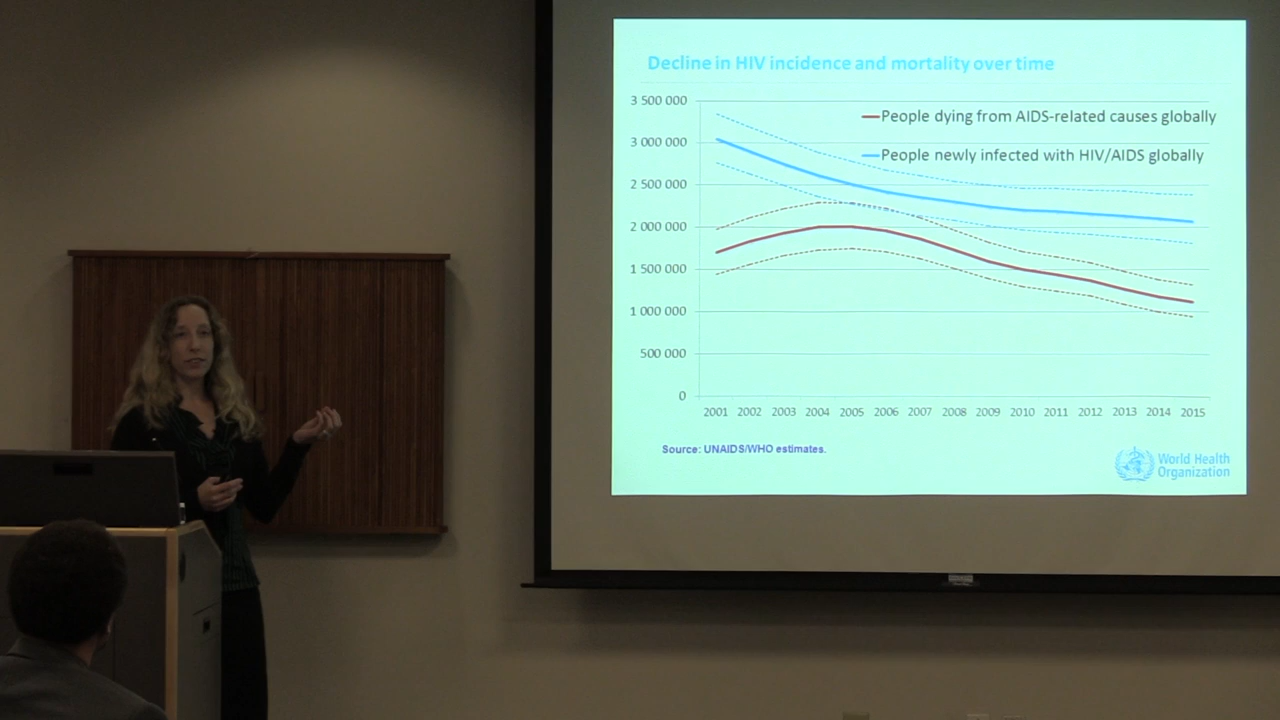 Decline in HIV incidence and mortality over time
3 500 000
3 000 000
2 500 000
2 000 000
1 500 000
1 000 000
500 000
0
People dying from AIDS-related causes globally
People newly infected with HIV/AIDS globally
2001 2002 2003 2004 2005 2006 2007 2008 2009 2010 2011 2012 2013 2014 2015
Source: UNAIDS/WHO estimates.
World Health
Organization